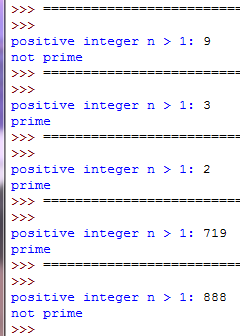 >>> ============================
>>>
positive integer n > 1: 9
not prime
>>> ============================
>>>
positive integer n > 1: 3
prime
>>> ============================
>>>
positive integer n > 1: 2
prime
>>> ============================
>>>
positive integer n > 1: 719
prime
>>> ============================
>>>
positive integer n > 1: 888
not prime
>>>